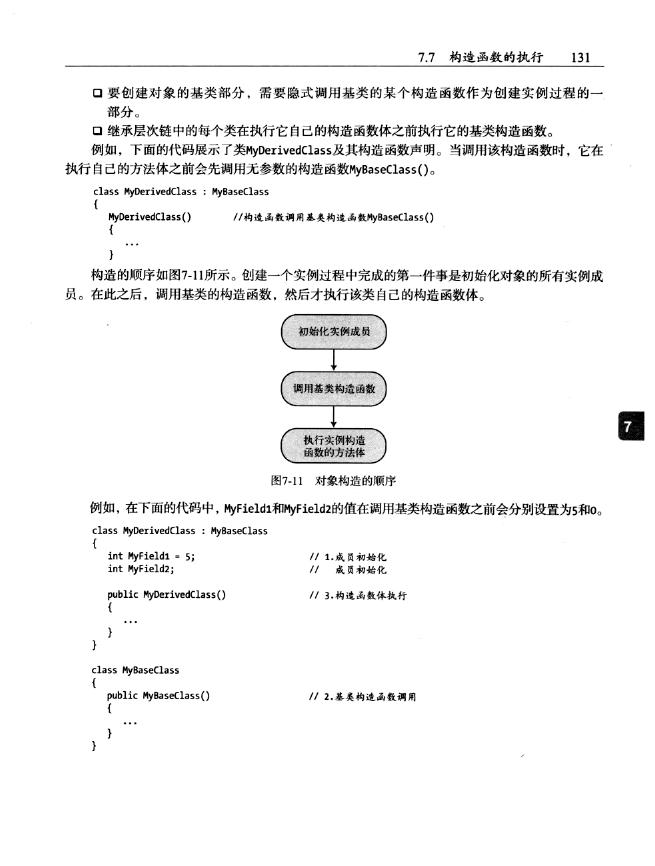 7.7 构造函数的执行 131
❑ 要创建对象的基类部分，需要隐式调用基类的某个构造函数作为创建实例过程的一
部分。
❑ 继承层次链中的每个类在执行它自己的构造函数体之前执行它的基类构造函数。
例如，下面的代码展示了类MyDerivedClass及其构造函数声明。当调用该构造函数时，它在
执行自己的方法体之前会先调用无参数的构造函数MyBaseClass()。
class MyDerivedClass : MyBaseClass
{
MyDerivedClass() //构造函数调用基类构造函数MyBaseClass()
{
...
}
构造的顺序如图7-11所示。创建一个实例过程中完成的第一件事是初始化对象的所有实例成
员。在此之后，调用基类的构造函数，然后才执行该类自己的构造函数体。
初始化实例成员
调用基类构造函数
执行实例构造
函数的方法体
7
图7-11 对象构造的顺序
例如，在下面的代码中，MyField1和MyField2的值在调用基类构造函数之前会分别设置为5和0。
class MyDerivedClass : MyBaseClass
{
int MyField1 = 5; // 1.成员初始化
int MyField2; // 成员初始化
public MyDerivedClass() // 3.构造函数体执行
{
...
}
}
class MyBaseClass
{
public MyBaseClass() // 2.基类构造函数调用
{
...
}
}